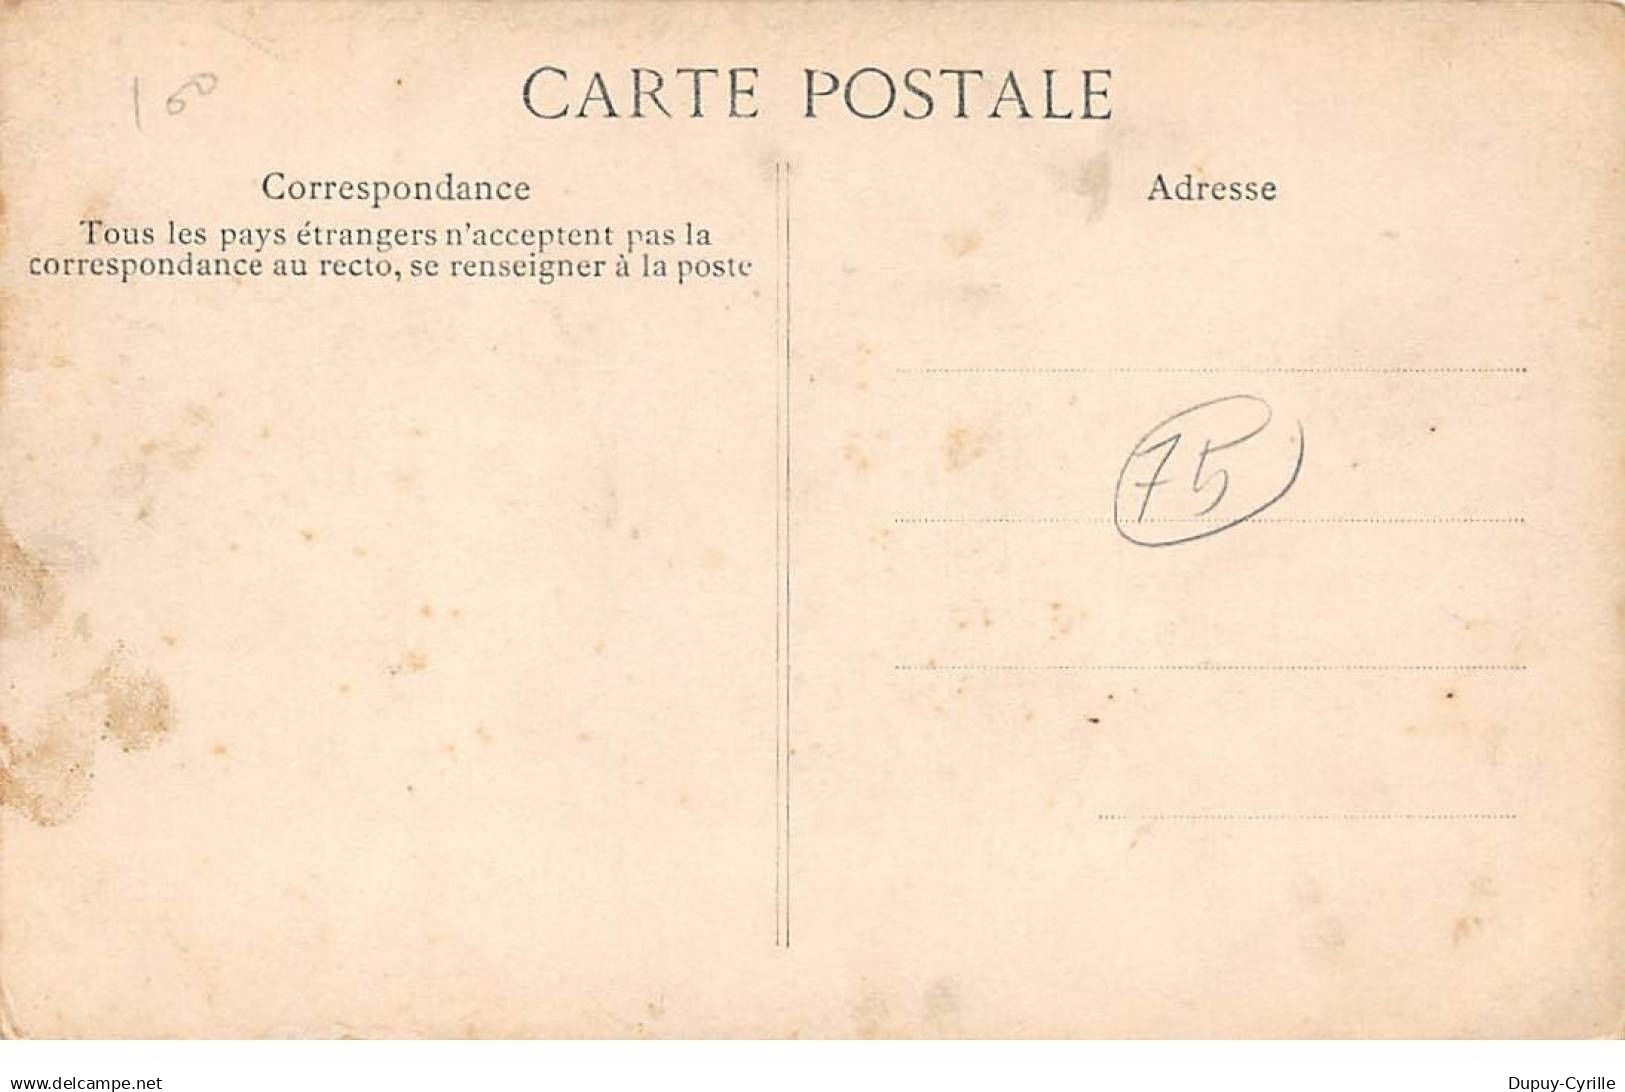 100
CARTE POSTALE
Correspondance
Tous les pays étrangers n'acceptent pas la
correspondance au recto, se renseigner à la poste
Adresse
75
www.delcampe.net
Dupuy-Cyrille